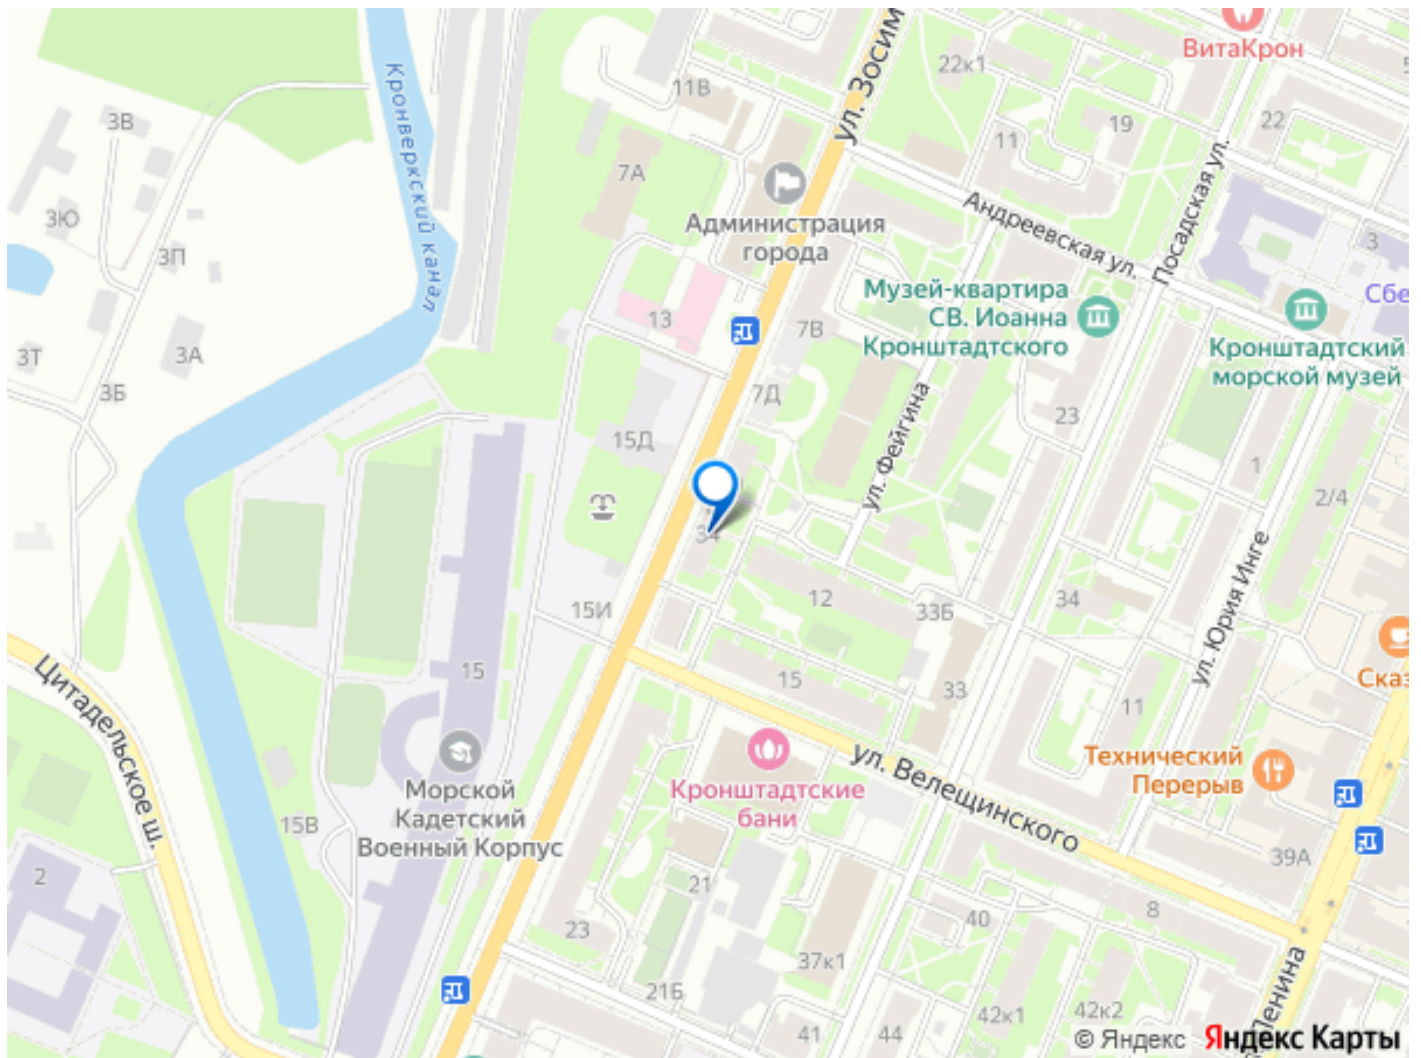 ВитаКрон
ул. Зосим
22к1
11В
3В
19
22
11
Кронверкский канал
7А
Посадская ул.
Андреевская ул.
3Ю
Администрация
города
3
3П
Музей-квартира
СВ. Иоанна
Кронштадтского
Сбе
13
7В
3Т
3А
Кронштадтский
морской музей
3Б
7Д
23
ул. Фейгина
15Д
1
2/4
34
ул. Юрия Инге
12
33Б
34
15И
Цитадельское ш.
15
15
33
Сказ
11
ул. Велещинского
Технический
Перерыв
Кронштадтские
бани
Морской
Кадетский
Военный Корпус
15В
39А
2
21
8
40
23
37к1
21Б
42к1
42к2
41
44
Ленина
© Яндекс Яндекс Карты